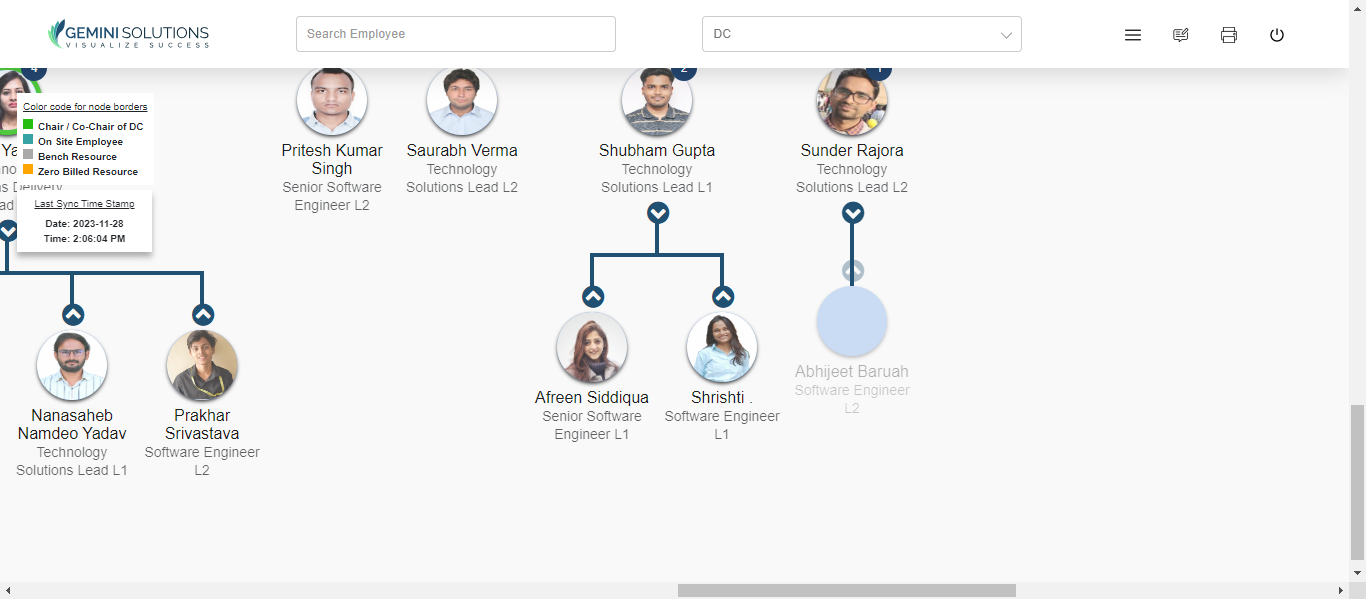 GEMINI SOLUTIONS
VISUALIZE SUCCESS
Search Employee
DC
4
2
1
Color code for node borders
Chair / Co-Chair of DC
On Site Employee
Bench Resource
Zero Billed Resource
Last Sync Time Stamp
Date: 2023-11-28
Time: 2:06:04 PM
Pritesh Kumar
Singh
Senior Software
Engineer L2
Saurabh Verma
Technology
Solutions Lead L2
Shubham Gupta
Technology
Solutions Lead L1
Sunder Rajora
Technology
Solutions Lead L2
Nanasaheb
Namdeo Yadav
Technology
Solutions Lead L1
Prakhar
Srivastava
Software Engineer
L2
Afreen Siddiqua
Senior Software
Engineer L1
Shrishti .
Software Engineer
L1
Abhijeet Baruah
Software Engineer
L2